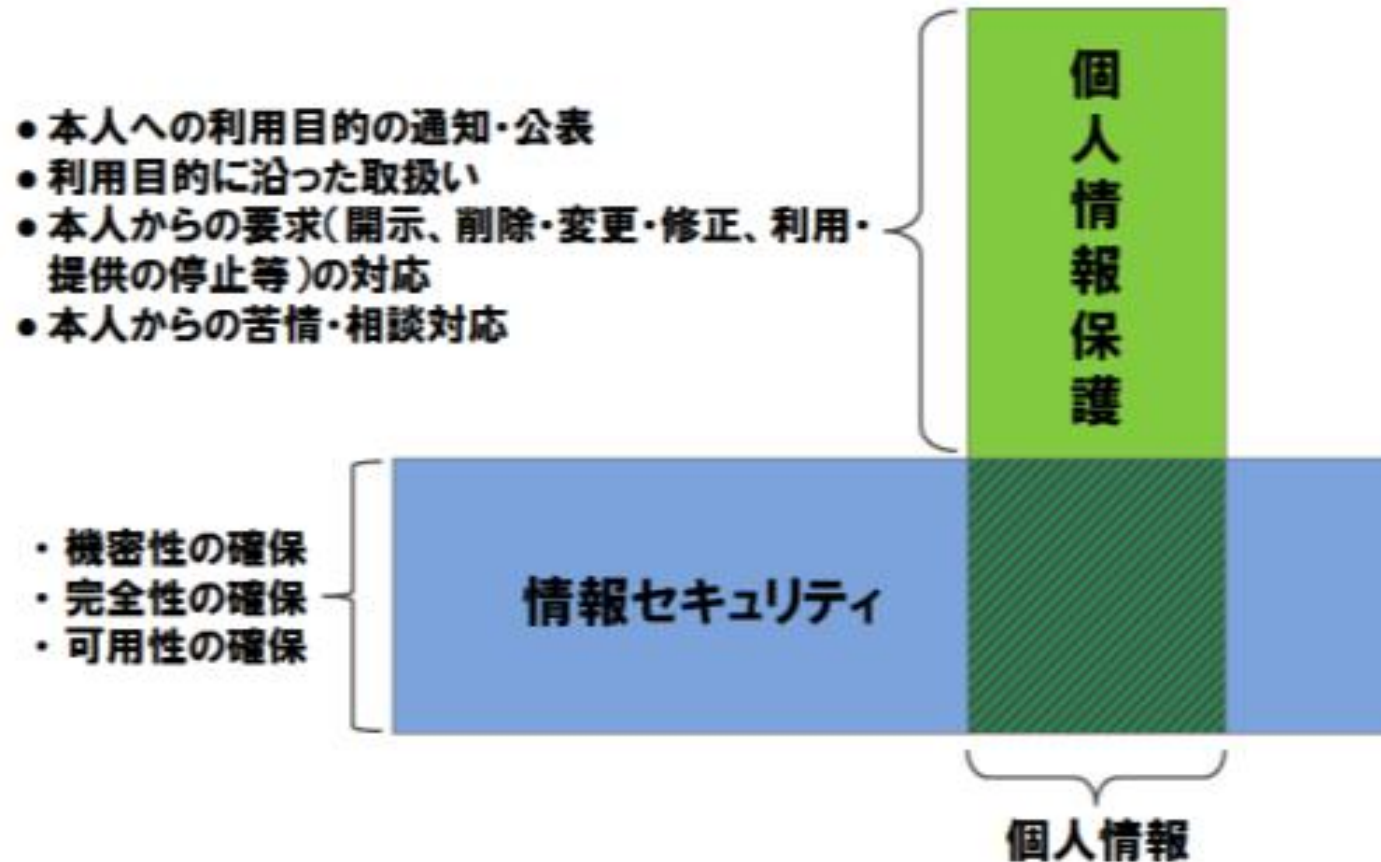 ● 本人への利用目的の通知・公表
● 利用目的に沿った取扱い
● 本人からの要求(開示、削除・変更・修正、利用・
提供の停止等)の対応
● 本人からの苦情・相談対応
個人情報保護
・ 機密性の確保
・ 完全性の確保
・ 可用性の確保
情報セキュリティ
個人情報